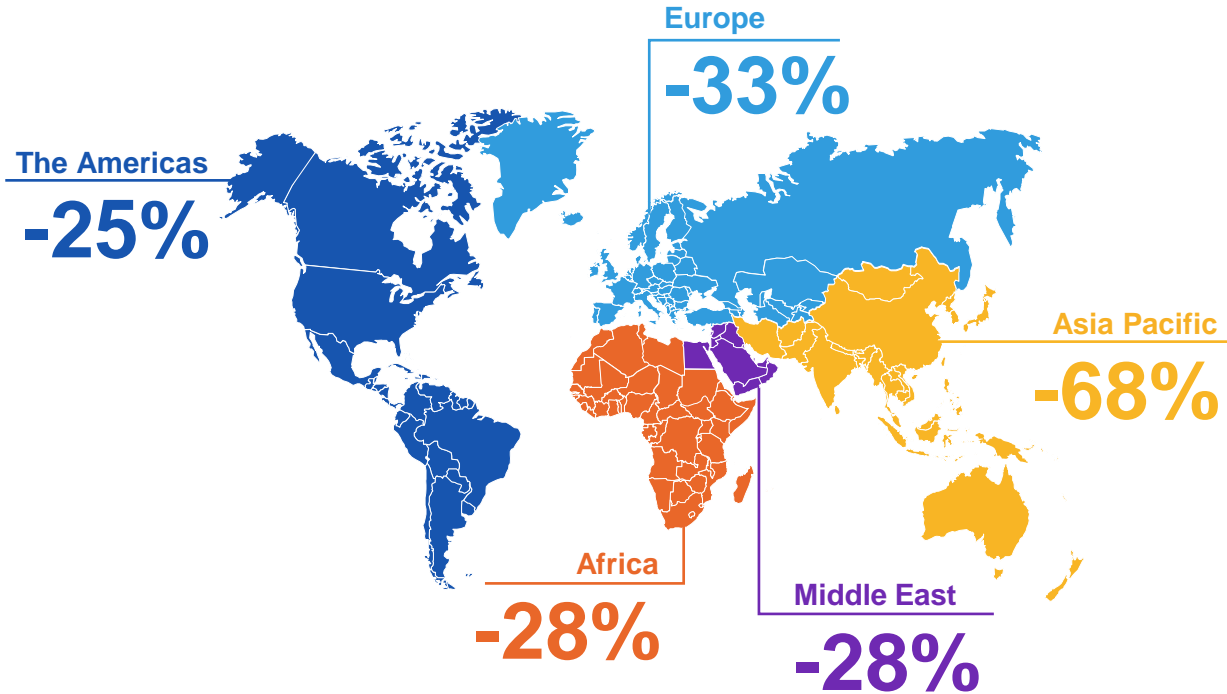 Europe
-33%
The Americas
-25%
Asia Pacific
-68%
Africa
-28%
Middle East
-28%